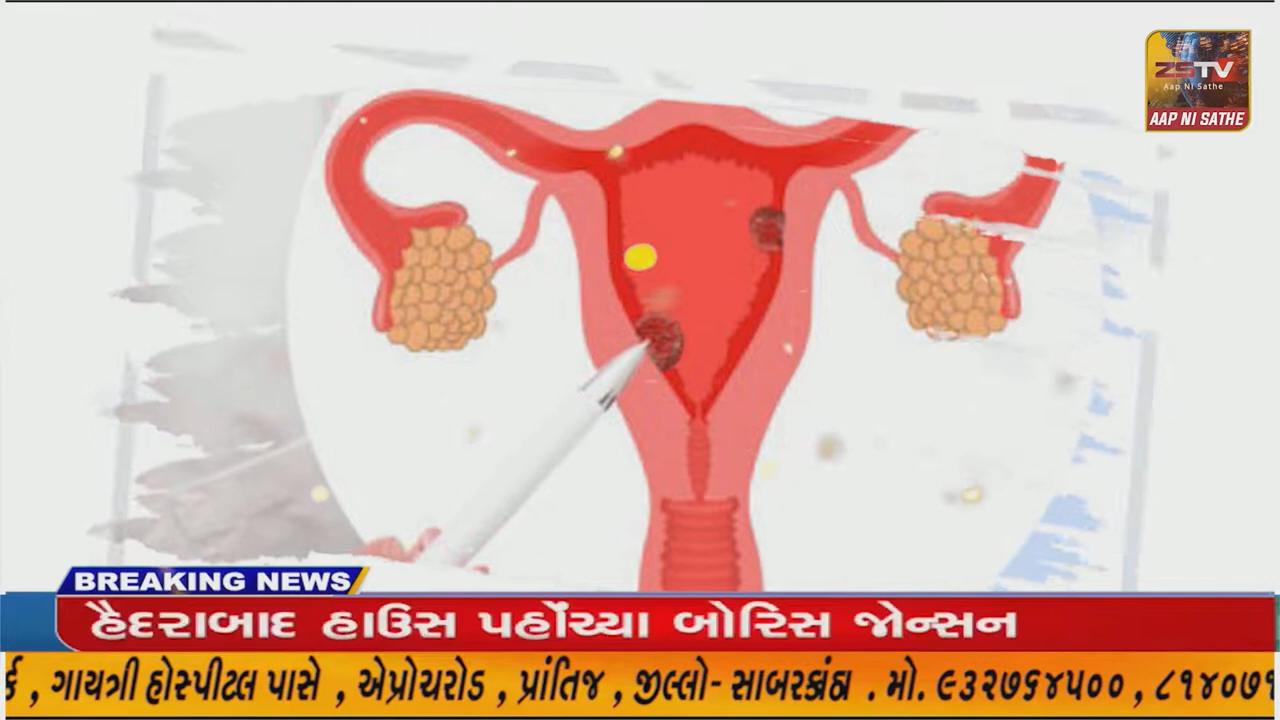 ZSTV
Aap Ni Sathe
AAP NI SATHE
BREAKING NEWS
હૈદરાબાદ હાઉસ પહોંચ્યા બોરિસ જોન્સન
, ગાયત્રી હોસ્પીટલ પાસે , એપ્રોચરોડ , પ્રાંતિજ , જીલ્લો- સાબરકાંઠા . મો. ૯૩૨૭૬૪૫૦૦ , ૮૧૪૦૭૧